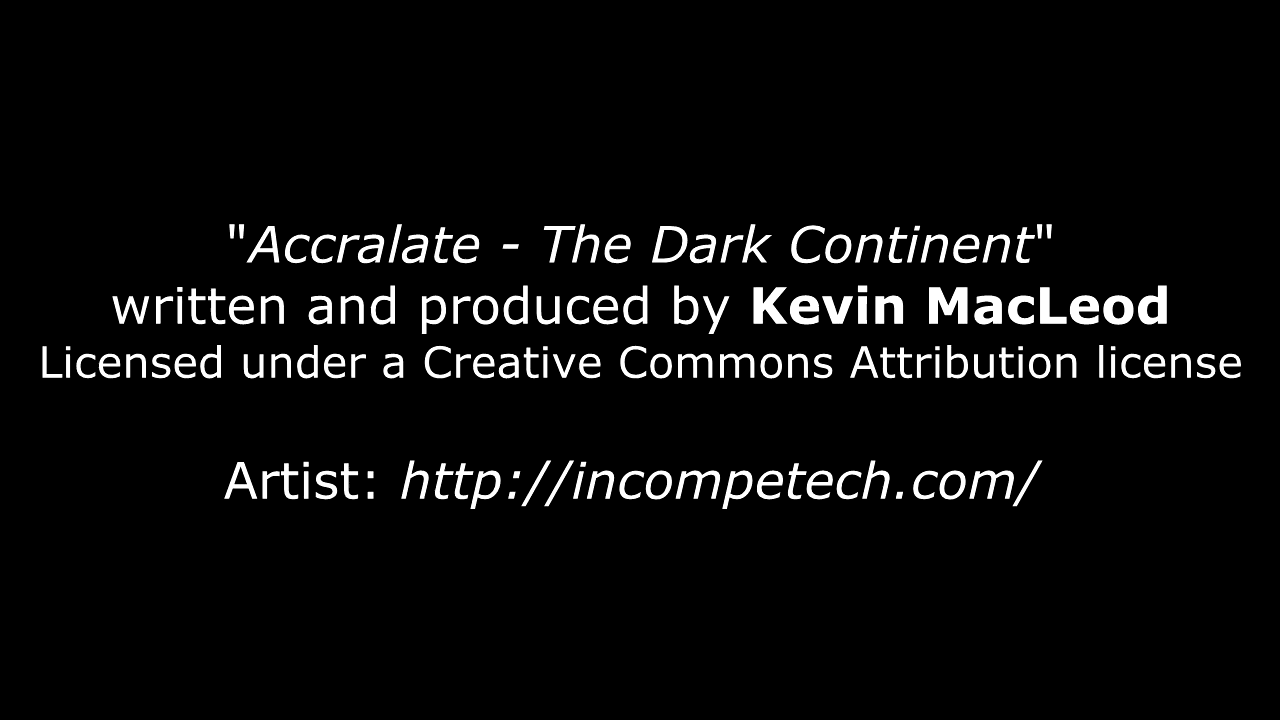 "Accralate - The Dark Continent"
written and produced by Kevin MacLeod
Licensed under a Creative Commons Attribution license
Artist: http://incompetech.com/